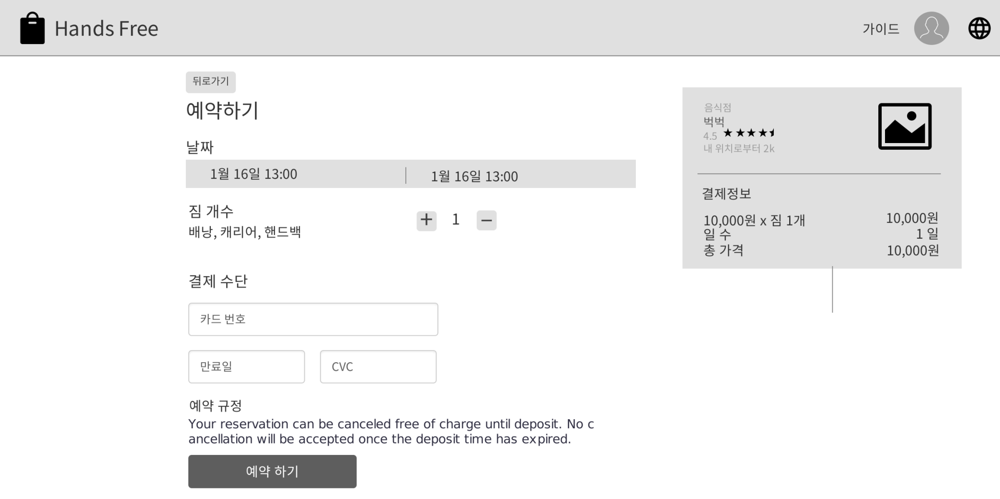 Hands Free
가이드
뒤로가기
예약하기
날짜
1월 16일 13:00
1월 16일 13:00
짐 개수
배낭, 캐리어, 핸드백
+ 1 −
결제 수단
카드 번호
만료일
CVC
예약 규정
Your reservation can be canceled free of charge until deposit. No c
ancellation will be accepted once the deposit time has expired.
예약 하기
음식점
벅벅
4.5 ★★★★
내 위치로부터 2k
결제정보
10,000원 x 짐 1개 10,000원
일 수 1 일
총 가격 10,000원